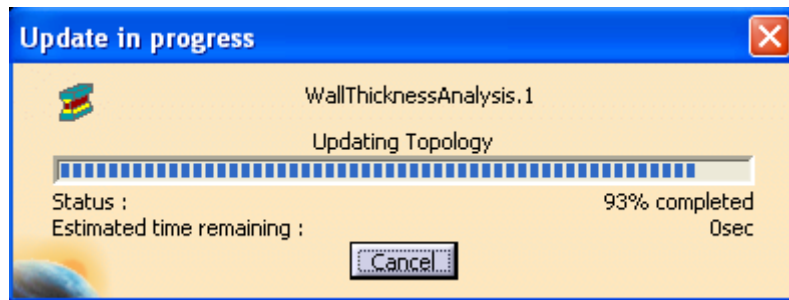 Update in progress
WallThicknessAnalysis.1
Updating Topology
Status : 93% completed
Estimated time remaining : 0sec
Cancel